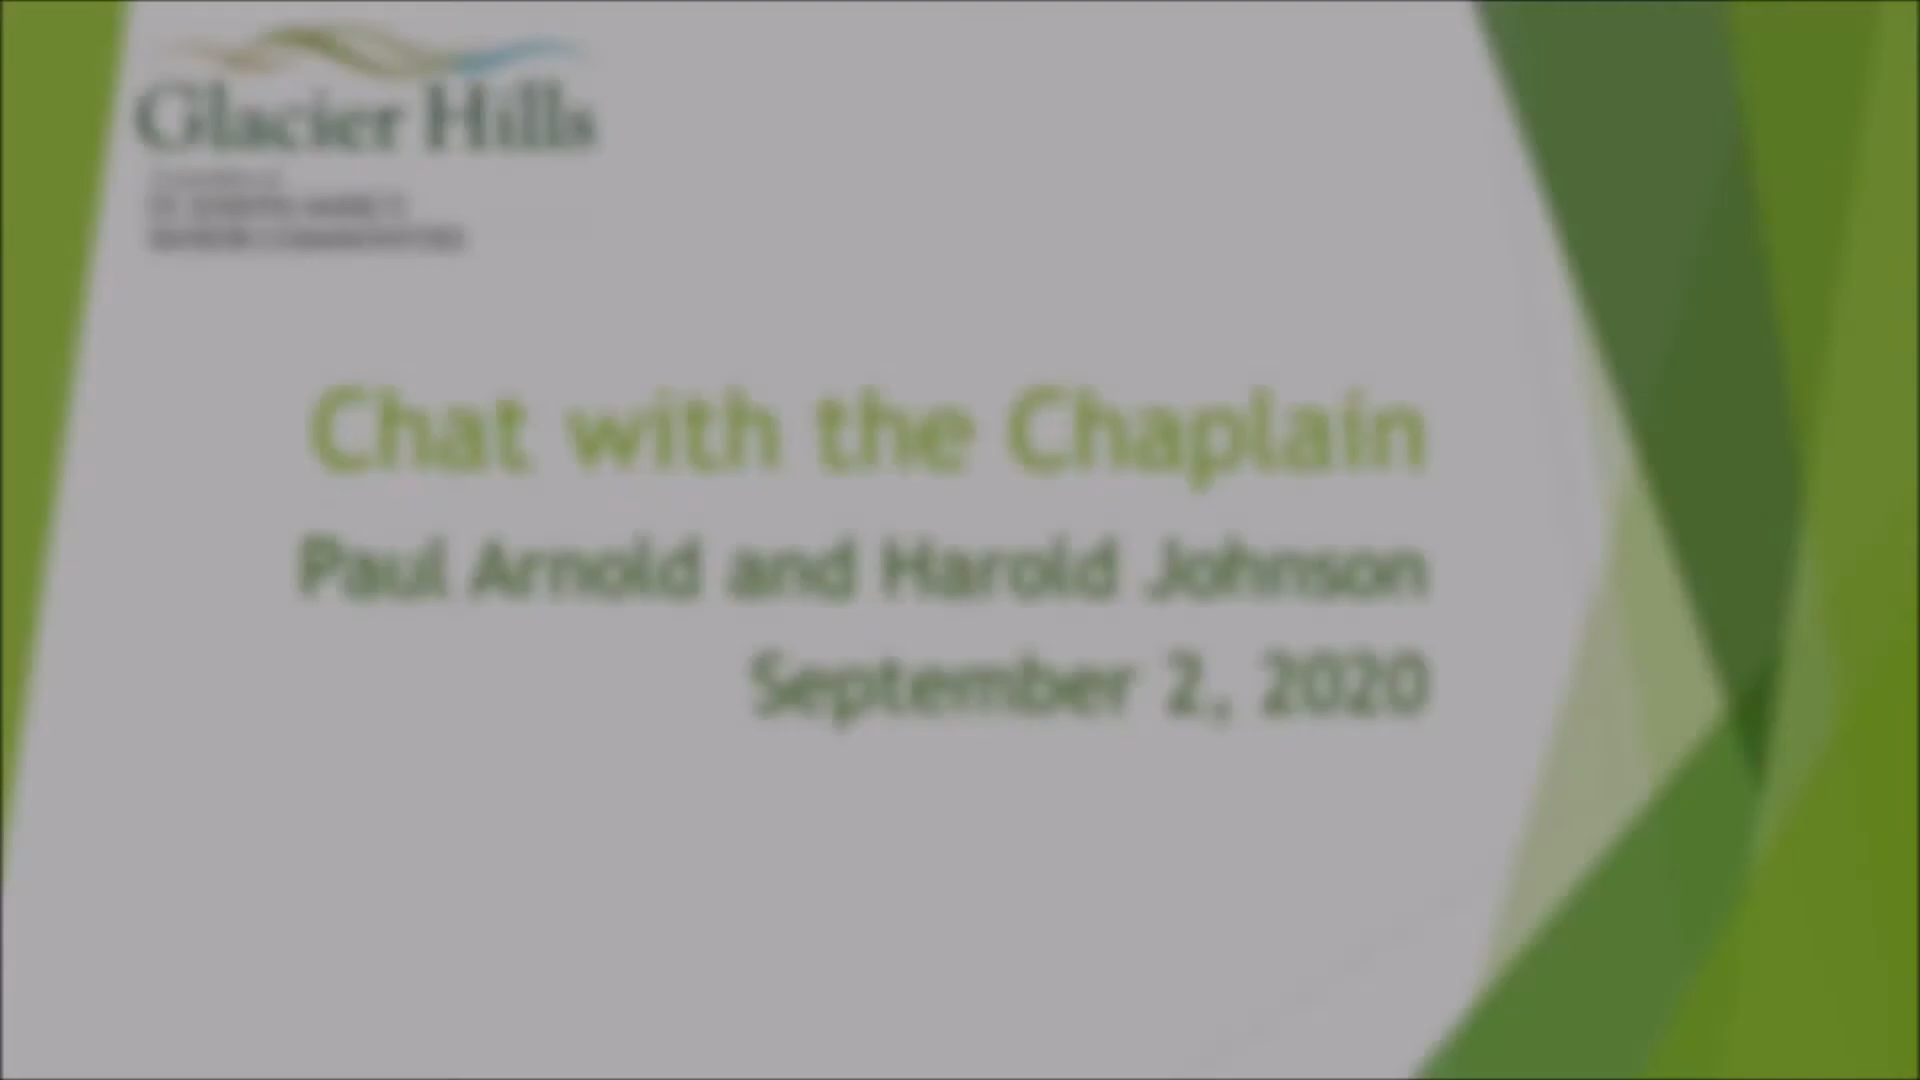 Glacier Hills
Chat with the Chaplain
Paul Arnold and Harold Johnson
September 2, 2020